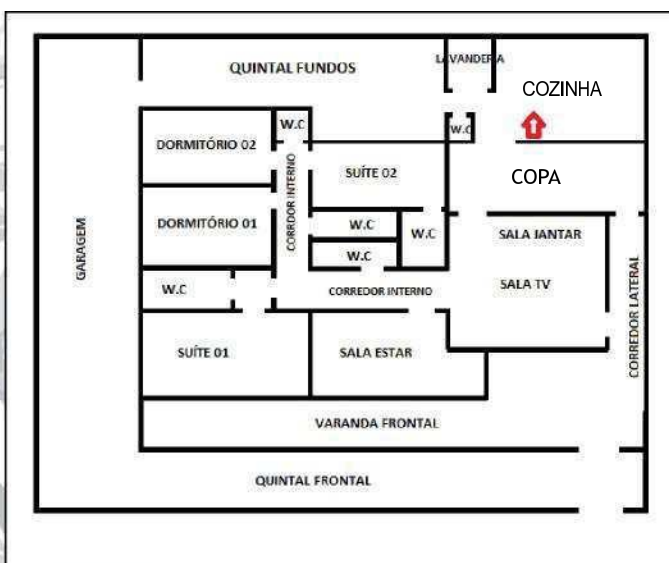 LAVANDERIA
QUINTAL FUNDOS
COZINHA
W.C
W.C
DORMITÓRIO 02
SUÍTE 02
COPA
CORRDOR INTERNO
DORMITÓRIO 01
W.C
W.C
SALA JANTAR
GARAGEM
W.C
SALA TV
W.C
CORREDOR INTERNO
CORREDOR LATERAL
SUÍTE 01
SALA ESTAR
VARANDA FRONTAL
QUINTAL FRONTAL